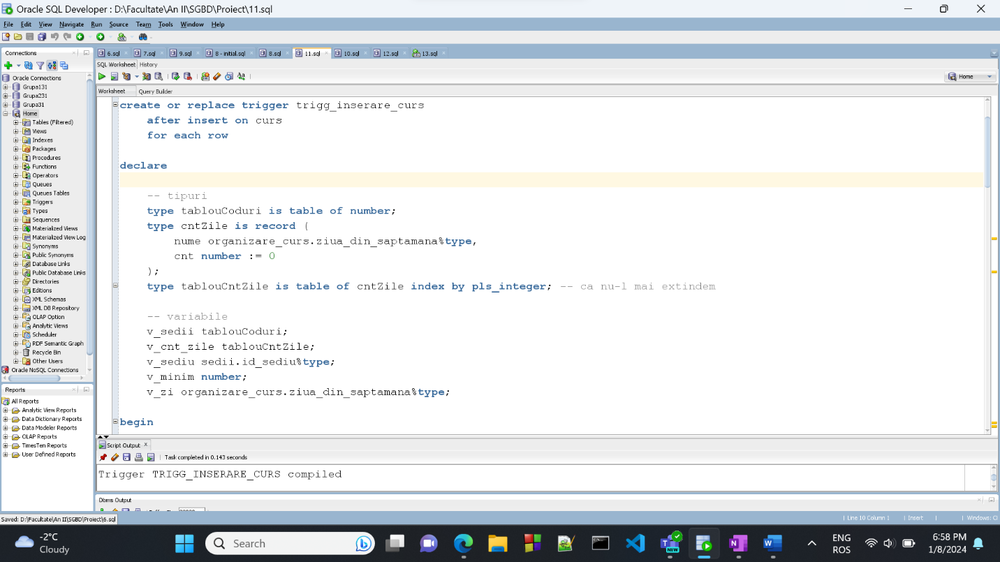 Oracle SQL Developer : D:\Facultate\An II\SGBD\Proiect\11.sql
File Edit View Navigate Run Source Team Tools Window Help
Connections
Oracle Connections
Grupa131
Grupa231
Grupa31
Home
Tables (Filtered)
Views
Indexes
Packages
Procedures
Functions
Operators
Queues
Queues Tables
Triggers
Types
Sequences
Materialized Views
Materialized View Log
Synonyms
Public Synonyms
Database Links
Public Database Links
Directories
Editions
XML Schemas
XML DB Repository
OLAP Option
Analytic Views
Scheduler
RDF Semantic Graph
Recycle Bin
Other Users
Oracle NoSQL Connections
Reports
All Reports
Analytic View Reports
Data Dictionary Reports
Data Modeler Reports
OLAP Reports
TimesTen Reports
User Defined Reports
6.sql 7.sql 9.sql 8 - initial.sql 8.sql 11.sql 10.sql 12.sql 13.sql
SQL Worksheet History
Home
Worksheet Query Builder
create or replace trigger trigg_inserare_curs
after insert on curs
for each row
declare
-- tipuri
type tablouCoduri is table of number;
type cntZile is record (
nume organizare_curs.ziua_din_saptamana%type,
cnt number := 0
);
type tablouCntZile is table of cntZile index by pls_integer; -- ca nu-l mai extindem
-- variabile
v_sedii tablouCoduri;
v_cnt_zile tablouCntZile;
v_sediu sedii.id_sediu%type;
v_minim number;
v_zi organizare_curs.ziua_din_saptamana%type;
begin
Script Output
Task completed in 0.143 seconds
Trigger TRIGG_INSERARE_CURS compiled
Dbms Output
Saved: D:\Facultate\An II\SGBD\Proiect\6.sql
Line 10 Column 1 Insert Windows: Cl
-2°C
Cloudy
Search
NEW
ENG
ROS
6:58 PM
1/8/2024